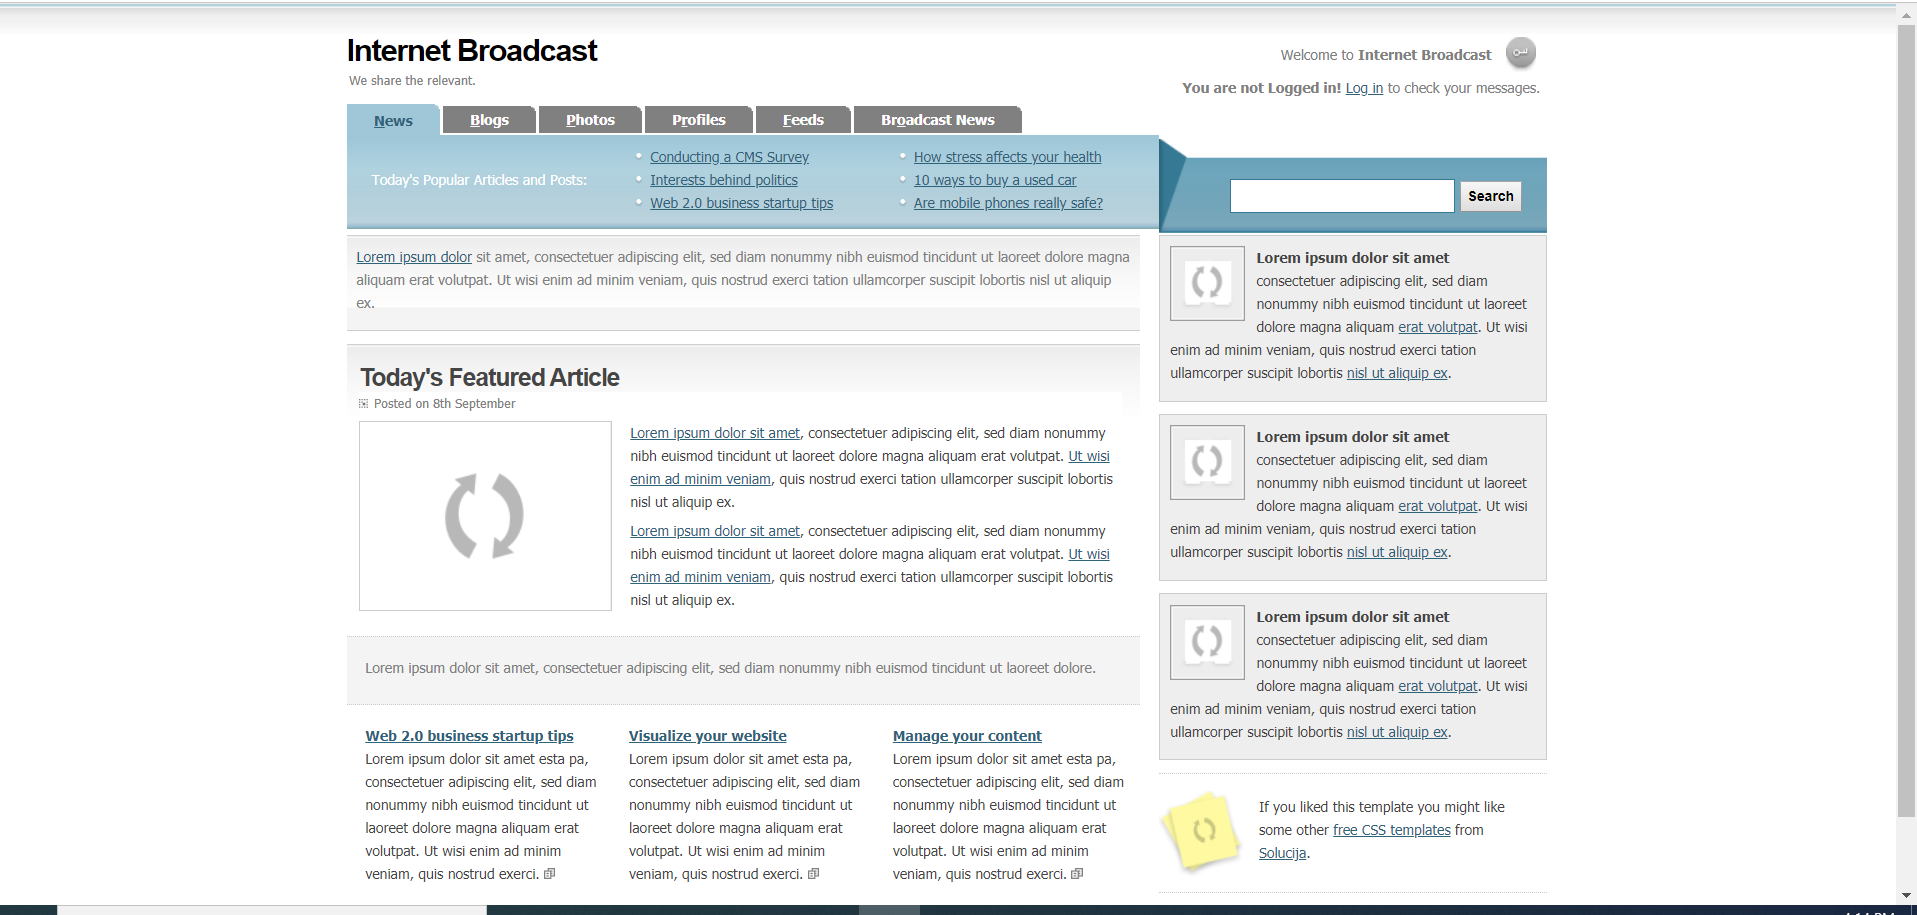 Internet Broadcast
We share the relevant.
Welcome to Internet Broadcast
You are not Logged in! Log in to check your messages.
News Blogs Photos Profiles Feeds Broadcast News
Today's Popular Articles and Posts:
Conducting a CMS Survey
Interests behind politics
Web 2.0 business startup tips
How stress affects your health
10 ways to buy a used car
Are mobile phones really safe?
Search
Lorem ipsum dolor sit amet, consectetuer adipiscing elit, sed diam nonummy nibh euismod tincidunt ut laoreet dolore magna
aliquam erat volutpat. Ut wisi enim ad minim veniam, quis nostrud exerci tation ullamcorper suscipit lobortis nisl ut aliquip
ex.
Today's Featured Article
Posted on 8th September
Lorem ipsum dolor sit amet, consectetuer adipiscing elit, sed diam nonummy
nibh euismod tincidunt ut laoreet dolore magna aliquam erat volutpat. Ut wisi
enim ad minim veniam, quis nostrud exerci tation ullamcorper suscipit lobortis
nisl ut aliquip ex.
Lorem ipsum dolor sit amet, consectetuer adipiscing elit, sed diam nonummy
nibh euismod tincidunt ut laoreet dolore magna aliquam erat volutpat. Ut wisi
enim ad minim veniam, quis nostrud exerci tation ullamcorper suscipit lobortis
nisl ut aliquip ex.
Lorem ipsum dolor sit amet, consectetuer adipiscing elit, sed diam nonummy nibh euismod tincidunt ut laoreet dolore.
Web 2.0 business startup tips
Lorem ipsum dolor sit amet esta pa,
consectetuer adipiscing elit, sed diam
nonummy nibh euismod tincidunt ut
laoreet dolore magna aliquam erat
volutpat. Ut wisi enim ad minim
veniam, quis nostrud exerci.
Visualize your website
Lorem ipsum dolor sit amet esta pa,
consectetuer adipiscing elit, sed diam
nonummy nibh euismod tincidunt ut
laoreet dolore magna aliquam erat
volutpat. Ut wisi enim ad minim
veniam, quis nostrud exerci.
Manage your content
Lorem ipsum dolor sit amet esta pa,
consectetuer adipiscing elit, sed diam
nonummy nibh euismod tincidunt ut
laoreet dolore magna aliquam erat
volutpat. Ut wisi enim ad minim
veniam, quis nostrud exerci.
Lorem ipsum dolor sit amet
consectetuer adipiscing elit, sed diam
nonummy nibh euismod tincidunt ut laoreet
dolore magna aliquam erat volutpat. Ut wisi
enim ad minim veniam, quis nostrud exerci tation
ullamcorper suscipit lobortis nisl ut aliquip ex.
Lorem ipsum dolor sit amet
consectetuer adipiscing elit, sed diam
nonummy nibh euismod tincidunt ut laoreet
dolore magna aliquam erat volutpat. Ut wisi
enim ad minim veniam, quis nostrud exerci tation
ullamcorper suscipit lobortis nisl ut aliquip ex.
Lorem ipsum dolor sit amet
consectetuer adipiscing elit, sed diam
nonummy nibh euismod tincidunt ut laoreet
dolore magna aliquam erat volutpat. Ut wisi
enim ad minim veniam, quis nostrud exerci tation
ullamcorper suscipit lobortis nisl ut aliquip ex.
If you liked this template you might like
some other free CSS templates from
Solucija.